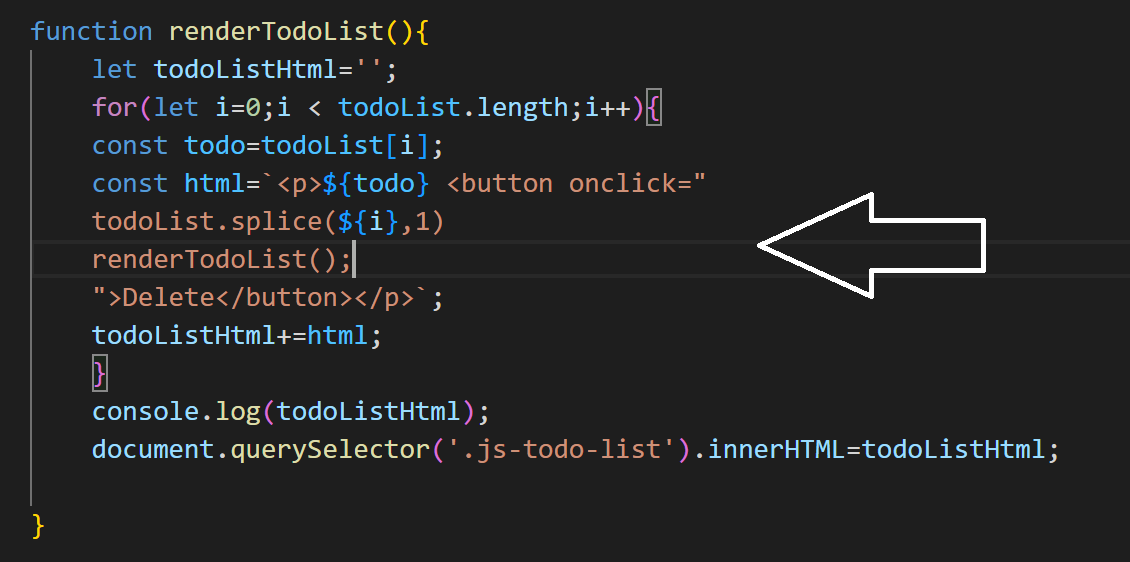 function renderTodoList(){
    let todoListHtml='';
    for(let i=0;i < todoList.length;i++){
    const todo=todoList[i];
    const html=`<p>${todo} <button onclick="
    todoList.splice(${i},1)
    renderTodoList();
    ">Delete</button></p>`;
    todoListHtml+=html;
    }
    console.log(todoListHtml);
    document.querySelector('.js-todo-list').innerHTML=todoListHtml;
}